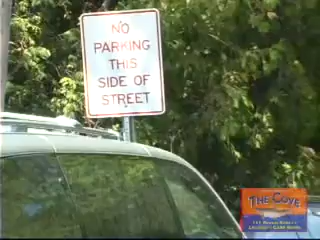 NO
PARKING
THIS
SIDE OF
STREET
THE COVE